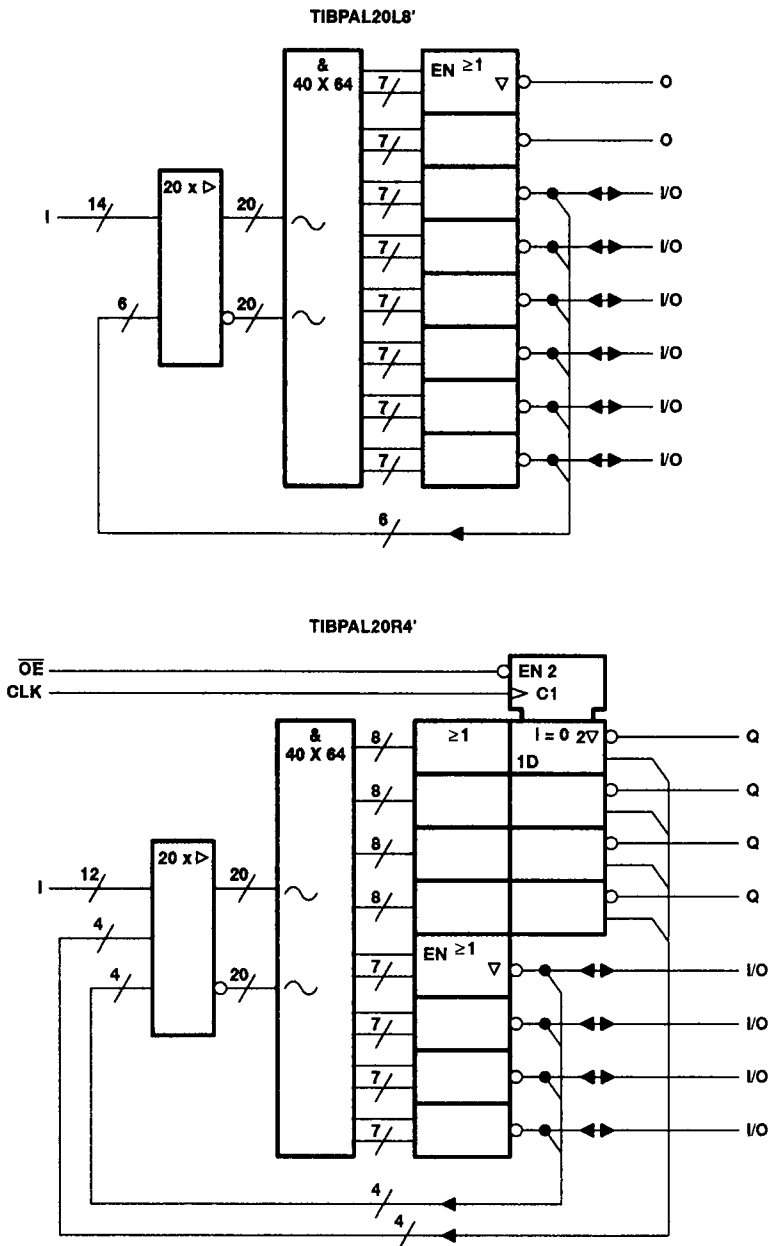 TIBPAL20L8'
&
40 X 64
EN ≥1
▽
7
O
7
O
20 x ▷
7
I/O
I
14
20
7
I/O
6
20
7
I/O
7
I/O
7
I/O
7
I/O
6
TIBPAL20R4'
OE
EN 2
CLK
C1
&
40 X 64
8
≥1
I = 0
2▽
Q
1D
8
Q
20 x ▷
8
Q
I
12
20
8
Q
4
EN ≥1
▽
4
20
7
I/O
7
I/O
7
I/O
7
I/O
4
4